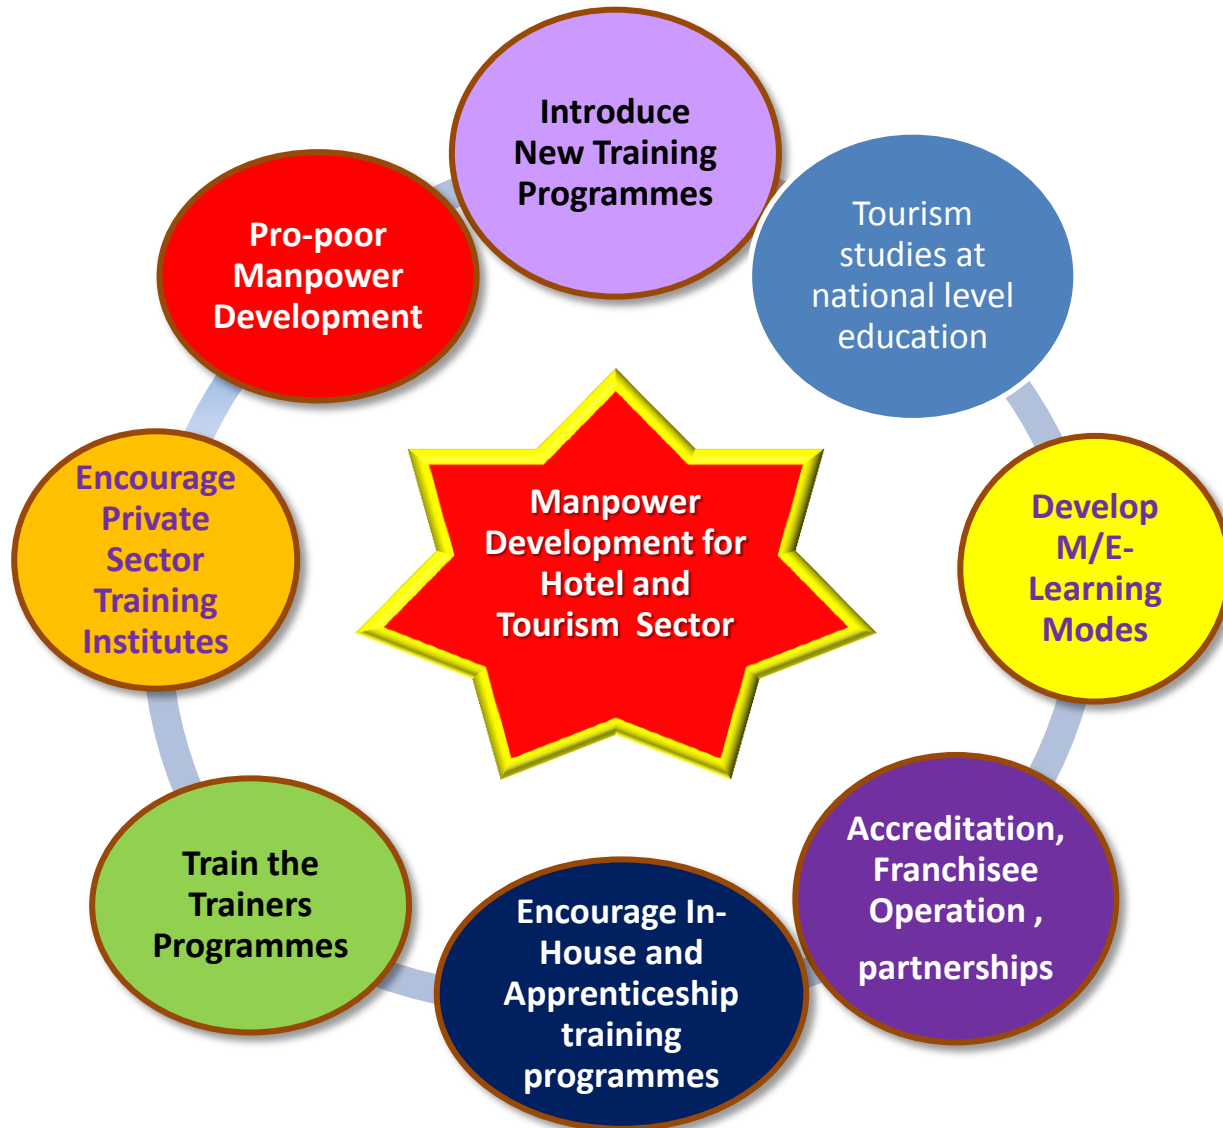 Introduce
New Training
Programmes
Tourism
studies at
national level
education
Develop
M/E-
Learning
Modes
Accreditation,
Franchisee
Operation ,
partnerships
Encourage In-
House and
Apprenticeship
training
programmes
Train the
Trainers
Programmes
Encourage
Private
Sector
Training
Institutes
Pro-poor
Manpower
Development
Manpower
Development for
Hotel and
Tourism  Sector